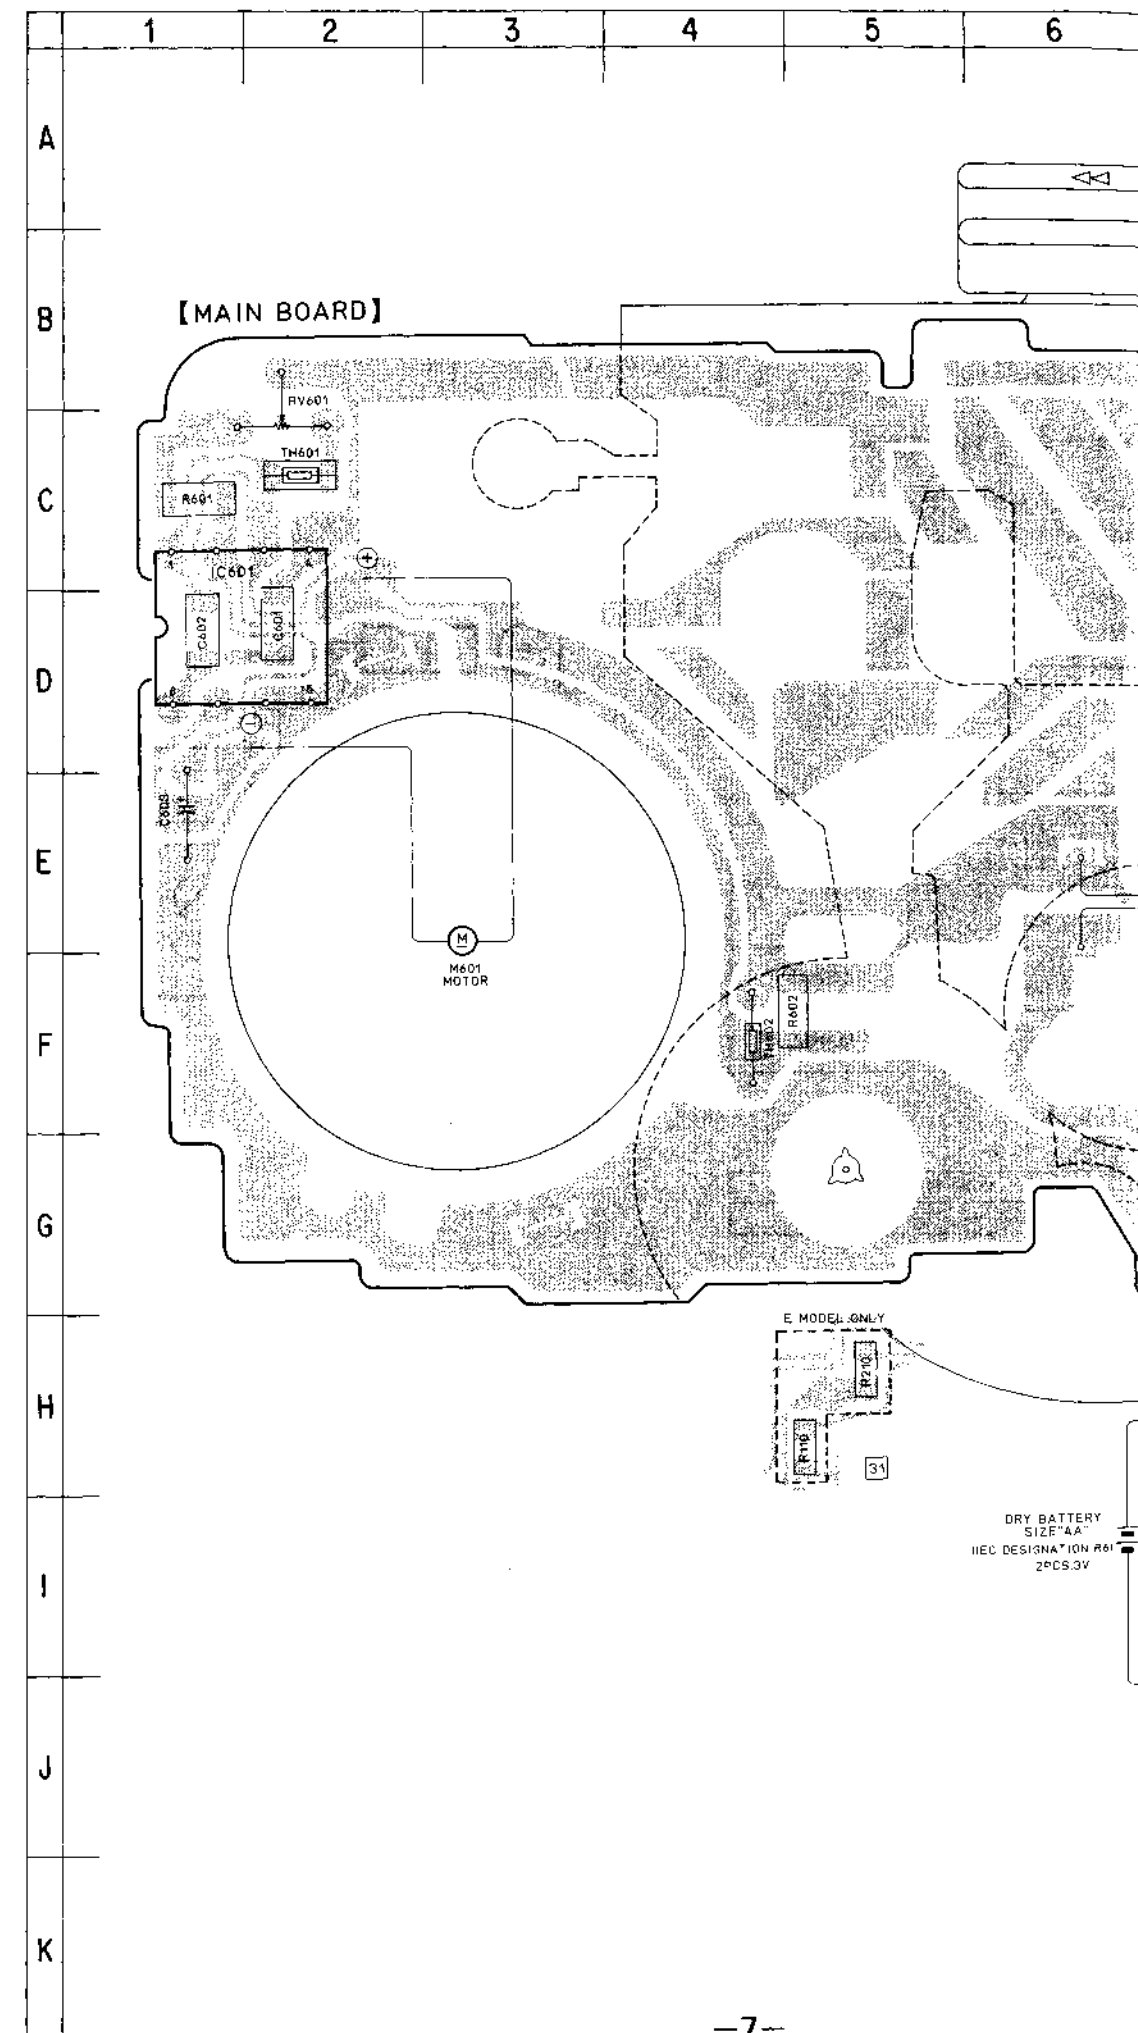 1 2 3 4 5 6
A
B
【MAIN BOARD】
RV601
TH601
C
R601
+
IC601
C602
C601
D
−
C603
E
M
M601
MOTOR
R602
TH602
F
G
E MODEL ONLY
R210
H
R110
31
DRY BATTERY
SIZE"AA"
DESIGNATION R6
2PCS.3V
I
J
K
—7—